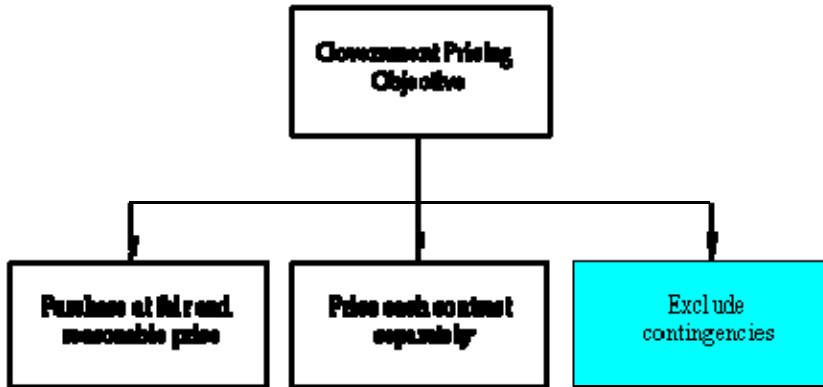 Government Pricing
Objective
Purchase at fair and
reasonable price
Price each contract
separately
Exclude
contingencies